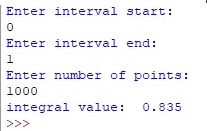 Enter interval start:
0
Enter interval end:
1
Enter number of points:
1000
integral value:  0.835
>>>